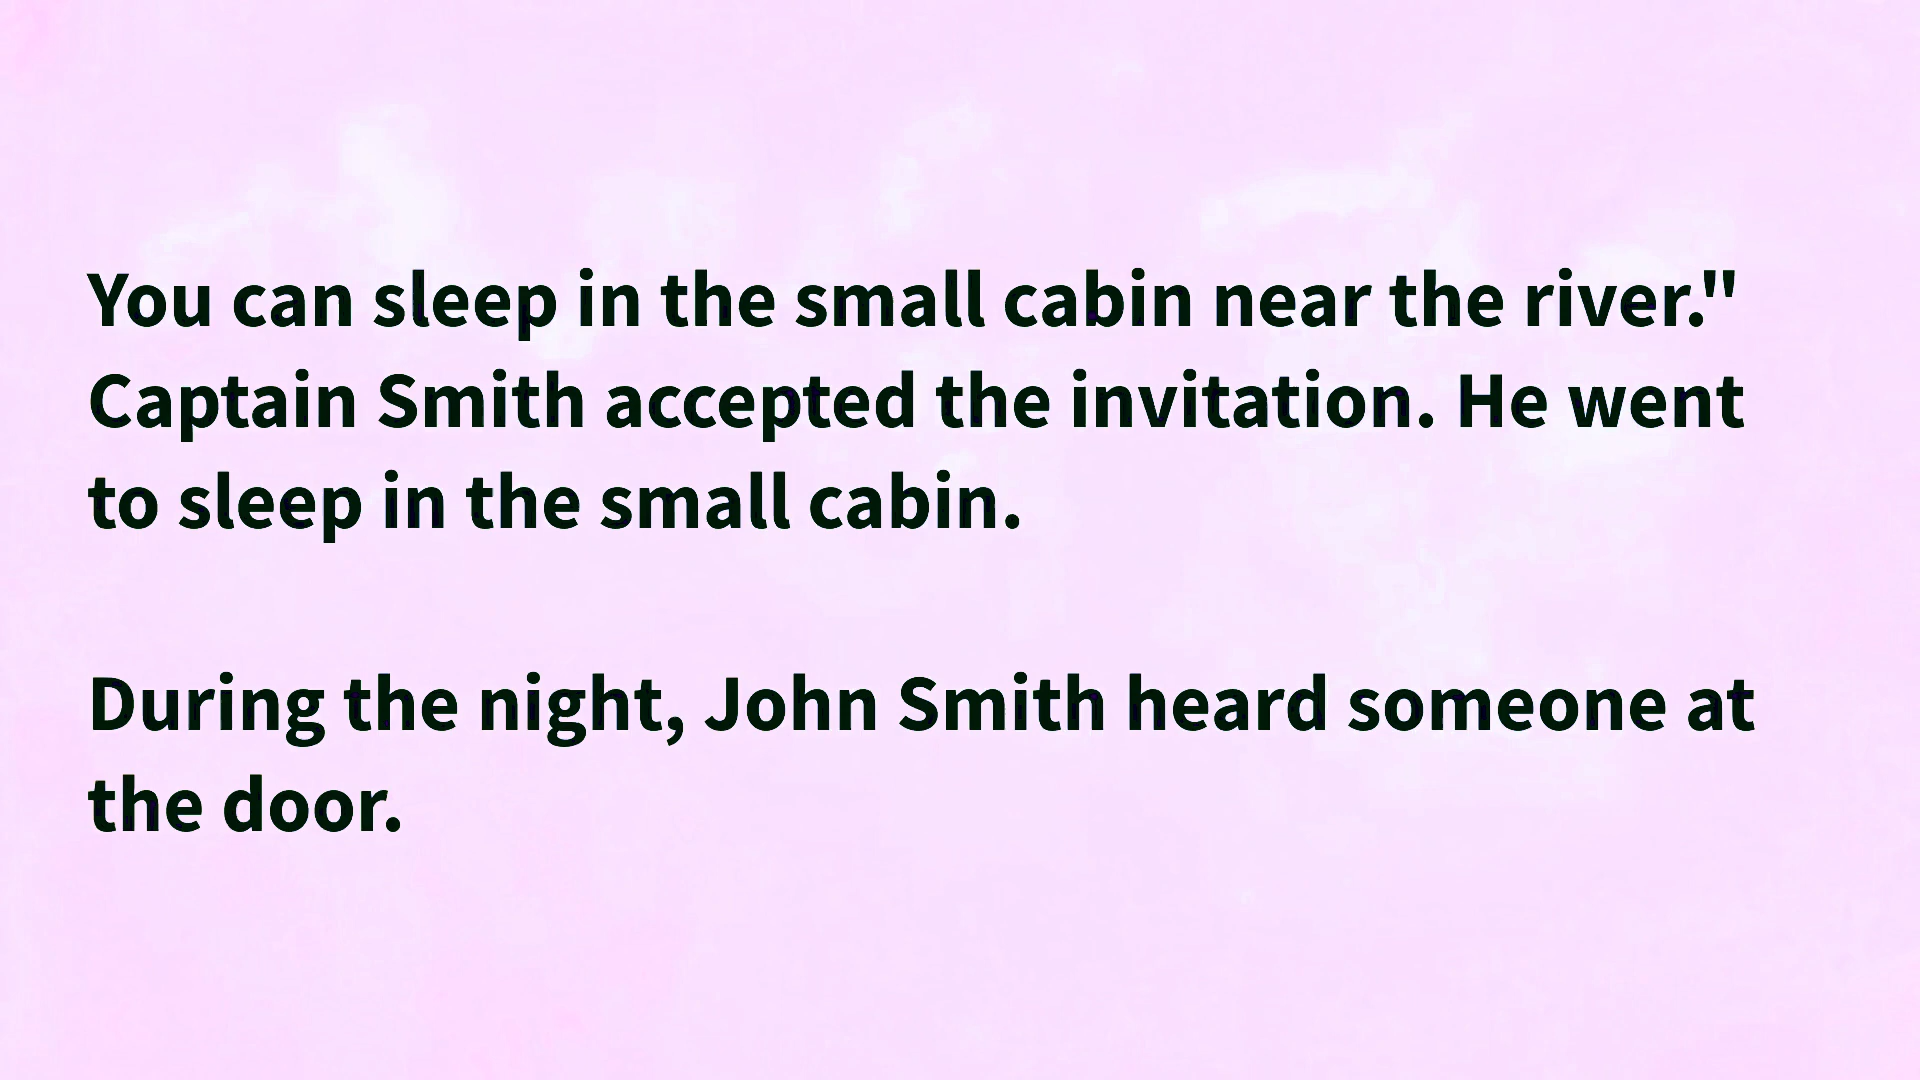 You can sleep in the small cabin near the river."
Captain Smith accepted the invitation. He went
to sleep in the small cabin.
During the night, John Smith heard someone at
the door.